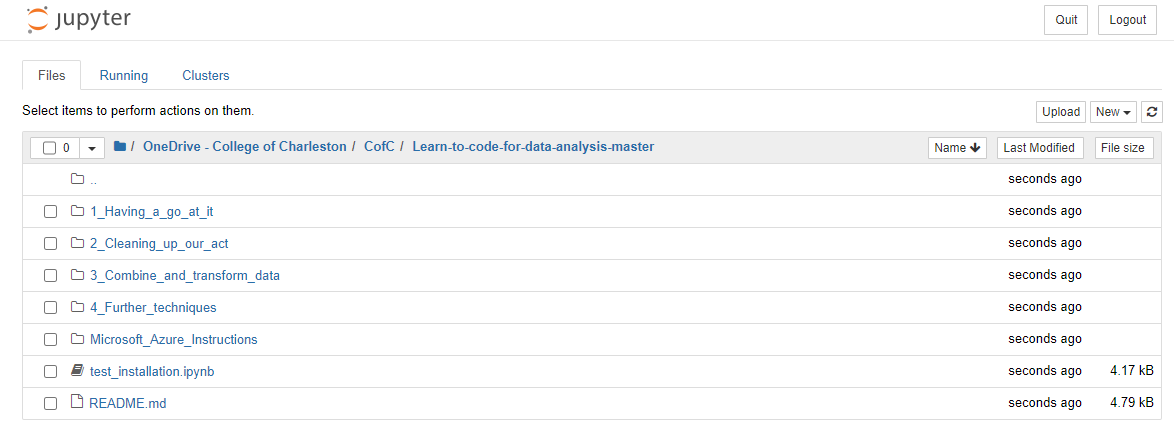 jupyter Quit Logout
Files Running Clusters
Select items to perform actions on them. Upload New
0 / OneDrive - College of Charleston / CofC / Learn-to-code-for-data-analysis-master Name Last Modified File size
.. seconds ago
1_Having_a_go_at_it seconds ago
2_Cleaning_up_our_act seconds ago
3_Combine_and_transform_data seconds ago
4_Further_techniques seconds ago
Microsoft_Azure_Instructions seconds ago
test_installation.ipynb seconds ago 4.17 kB
README.md seconds ago 4.79 kB